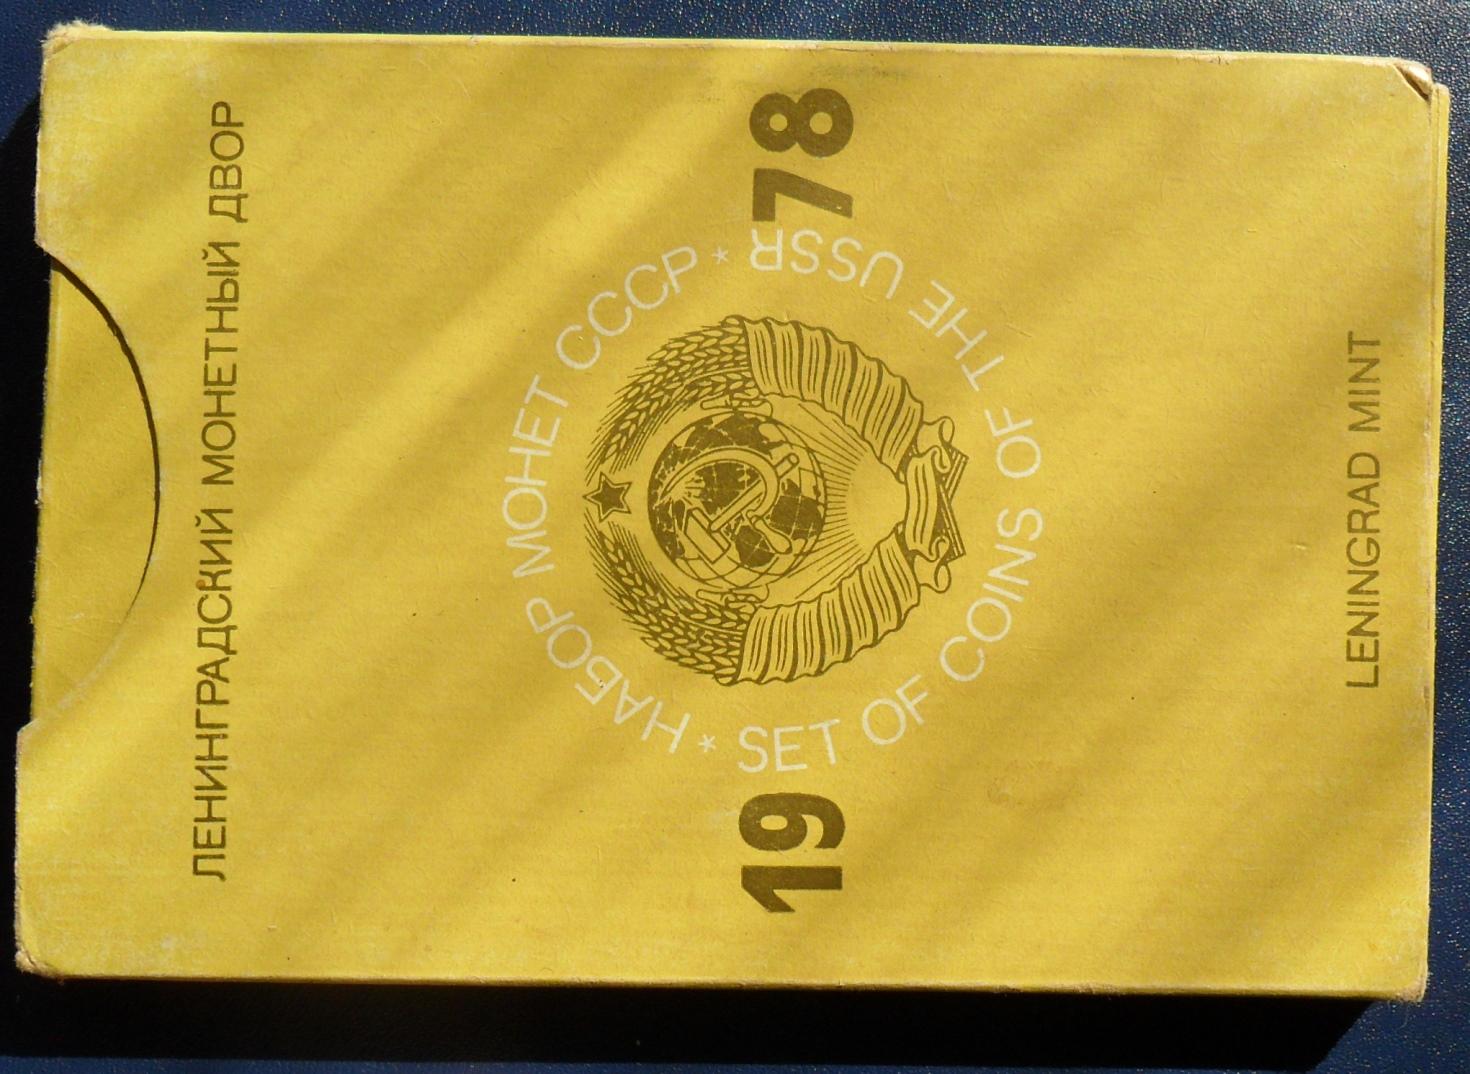 ЛЕНИНГРАДСКИЙ МОНЕТНЫЙ ДВОР
НАБОР МОНЕТ СССР *
19 78
SET OF COINS OF THE USSR *
LENINGRAD MINT